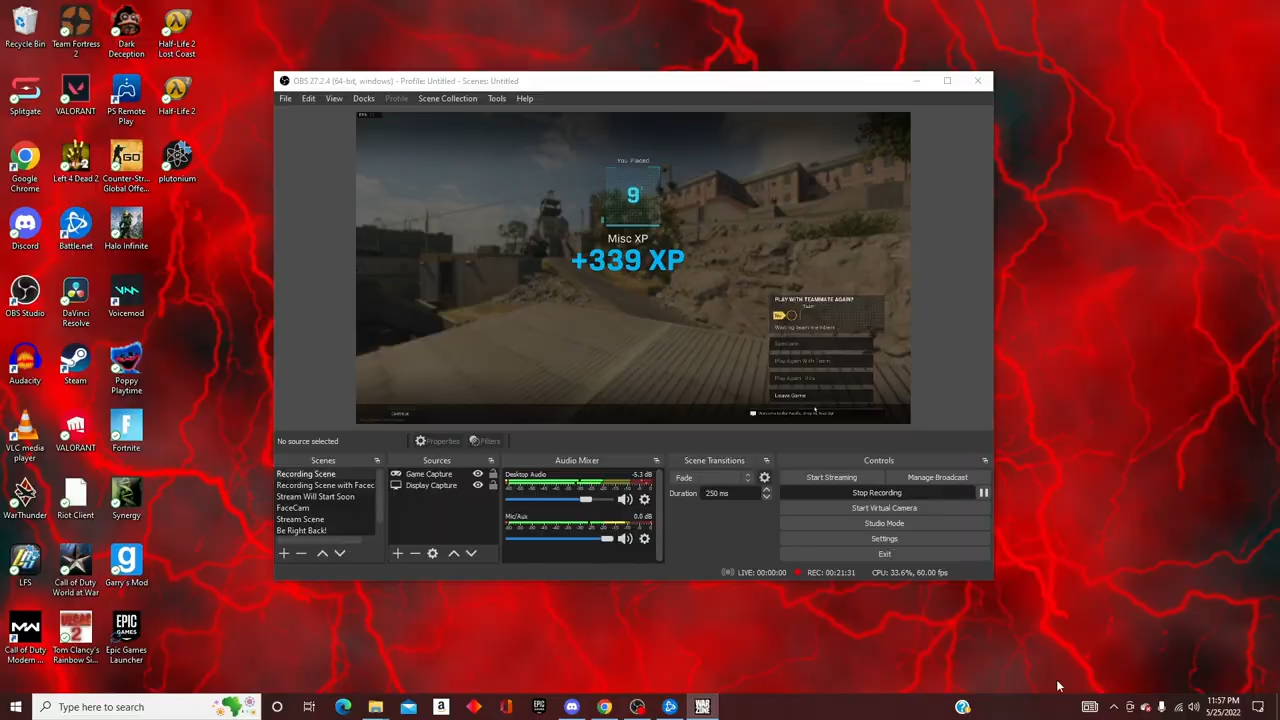 Recycle Bin
Team Fortress 2
Dark Deception
Half-Life 2 Lost Coast
Splitgate
VALORANT
PS Remote Play
Half-Life 2
Google Chrome
Left 4 Dead 2
Counter-Str... Global Offe...
plutonium
Discord
Battle.net
Halo Infinite
OBS Studio
DaVinci Resolve
Voicemod
Audacity
Steam
Poppy Playtime
VLC media player
VALORANT
Fortnite
WarThunder
Riot Client
Synergy
LFS
Call of Duty World at War
Garry's Mod
Call of Duty Modern ...
Tom Clancy's Rainbow Si...
Epic Games Launcher
OBS 27.2.4 (64-bit, windows) - Profile: Untitled - Scenes: Untitled
File Edit View Docks Profile Scene Collection Tools Help
You Placed
9
Misc XP
+339 XP
PLAY WITH TEAMMATE AGAIN?
Waiting team members
Spectate
Play Again With Team
Leave Game
No source selected
Properties
Filters
Scenes
Recording Scene
Recording Scene with Facec
Stream Will Start Soon
FaceCam
Stream Scene
Be Right Back!
Sources
Game Capture
Display Capture
Audio Mixer
Desktop Audio -5.3 dB
Mic/Aux 0.0 dB
Scene Transitions
Fade
Duration 250 ms
Controls
Start Streaming
Manage Broadcast
Stop Recording
Start Virtual Camera
Studio Mode
Settings
Exit
LIVE: 00:00:00
REC: 00:21:31
CPU: 33.6%, 60.00 fps
Type here to search
11:57 PM
5/25/2022